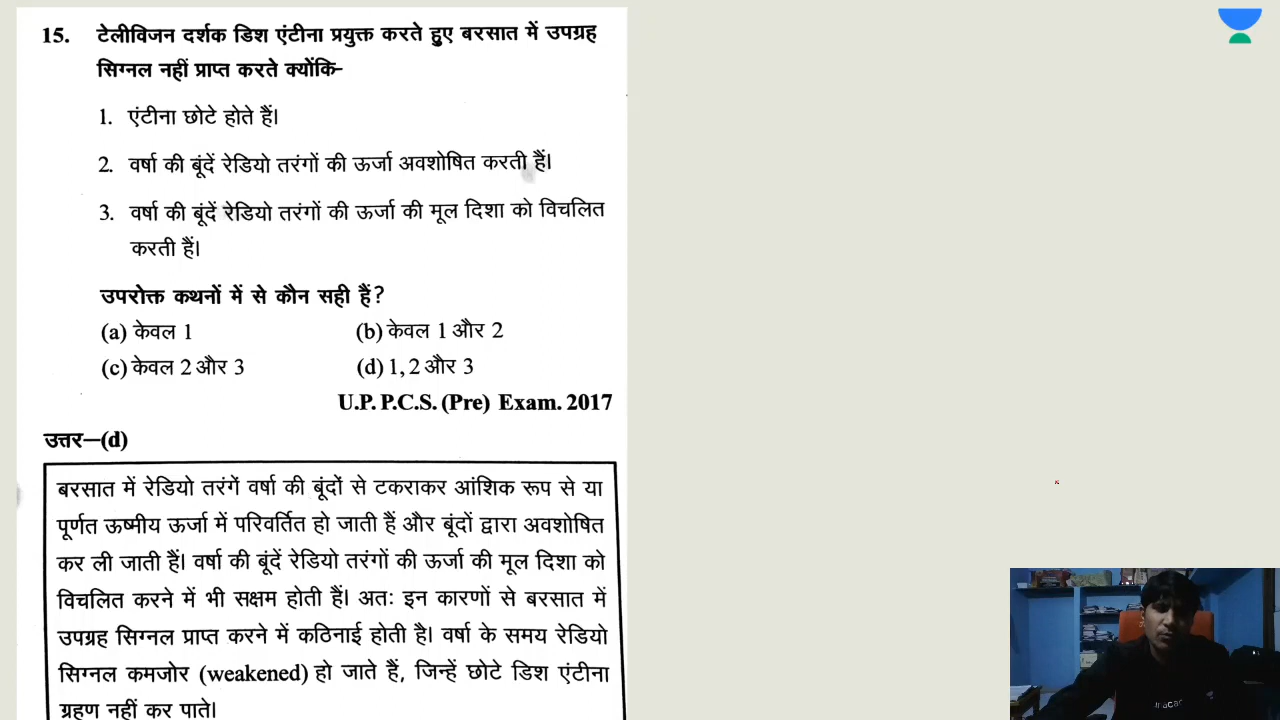 15. टेलीविजन दर्शक डिश एंटीना प्रयुक्त करते हुए बरसात में उपग्रह
सिग्नल नहीं प्राप्त करते क्योंकि-
1. एंटीना छोटे होते हैं।
2. वर्षा की बूंदें रेडियो तरंगों की ऊर्जा अवशोषित करती हैं।
3. वर्षा की बूंदें रेडियो तरंगों की ऊर्जा की मूल दिशा को विचलित
करती हैं।
उपरोक्त कथनों में से कौन सही हैं?
(a) केवल 1 (b) केवल 1 और 2
(c) केवल 2 और 3 (d) 1, 2 और 3
U.P. P.C.S. (Pre) Exam. 2017
उत्तर—(d)
बरसात में रेडियो तरंगें वर्षा की बूंदों से टकराकर आंशिक रूप से या
पूर्णत ऊष्मीय ऊर्जा में परिवर्तित हो जाती हैं और बूंदों द्वारा अवशोषित
कर ली जाती हैं। वर्षा की बूंदें रेडियो तरंगों की ऊर्जा की मूल दिशा को
विचलित करने में भी सक्षम होती हैं। अतः इन कारणों से बरसात में
उपग्रह सिग्नल प्राप्त करने में कठिनाई होती है। वर्षा के समय रेडियो
सिग्नल कमजोर (weakened) हो जाते हैं, जिन्हें छोटे डिश एंटीना
ग्रहण नहीं कर पाते।